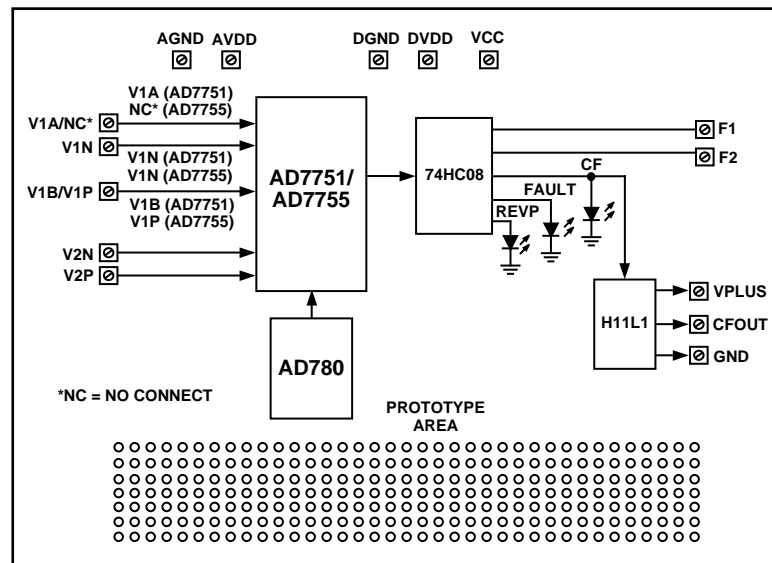 AGND AVDD DGND DVDD VCC
V1A (AD7751)
NC* (AD7755)
V1A/NC*
V1N
V1N (AD7751)
V1N (AD7755)
V1B/V1P
V1B (AD7751)
V1P (AD7755)
V2N
V2P
AD7751/
AD7755
74HC08
F1
F2
CF
FAULT
REVP
H11L1
VPLUS
CFOUT
GND
AD780
*NC = NO CONNECT
PROTOTYPE
AREA